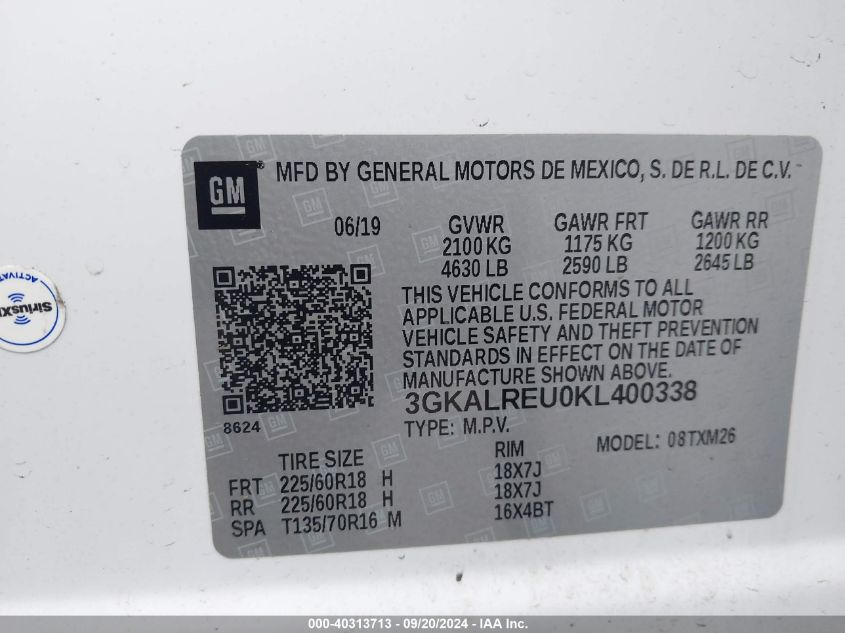 GM
® MFD BY GENERAL MOTORS DE MEXICO, S. DE R.L. DE C.V.
06/19
GVWR GAWR FRT GAWR RR
2100 KG 1175 KG 1200 KG
4630 LB 2590 LB 2645 LB
THIS VEHICLE CONFORMS TO ALL
APPLICABLE U.S. FEDERAL MOTOR
VEHICLE SAFETY AND THEFT PREVENTION
STANDARDS IN EFFECT ON THE DATE OF
MANUFACTURE SHOWN ABOVE.
3GKALREU0KL400338
8624
TYPE: M.P.V. MODEL: 08TXM26
TIRE SIZE RIM
FRT 225/60R18 H 18X7J
RR 225/60R18 H 18X7J
SPA T135/70R16 M 16X4BT
SiriusX
ACTIVAT
000-40313713 - 09/20/2024 - IAA Inc.